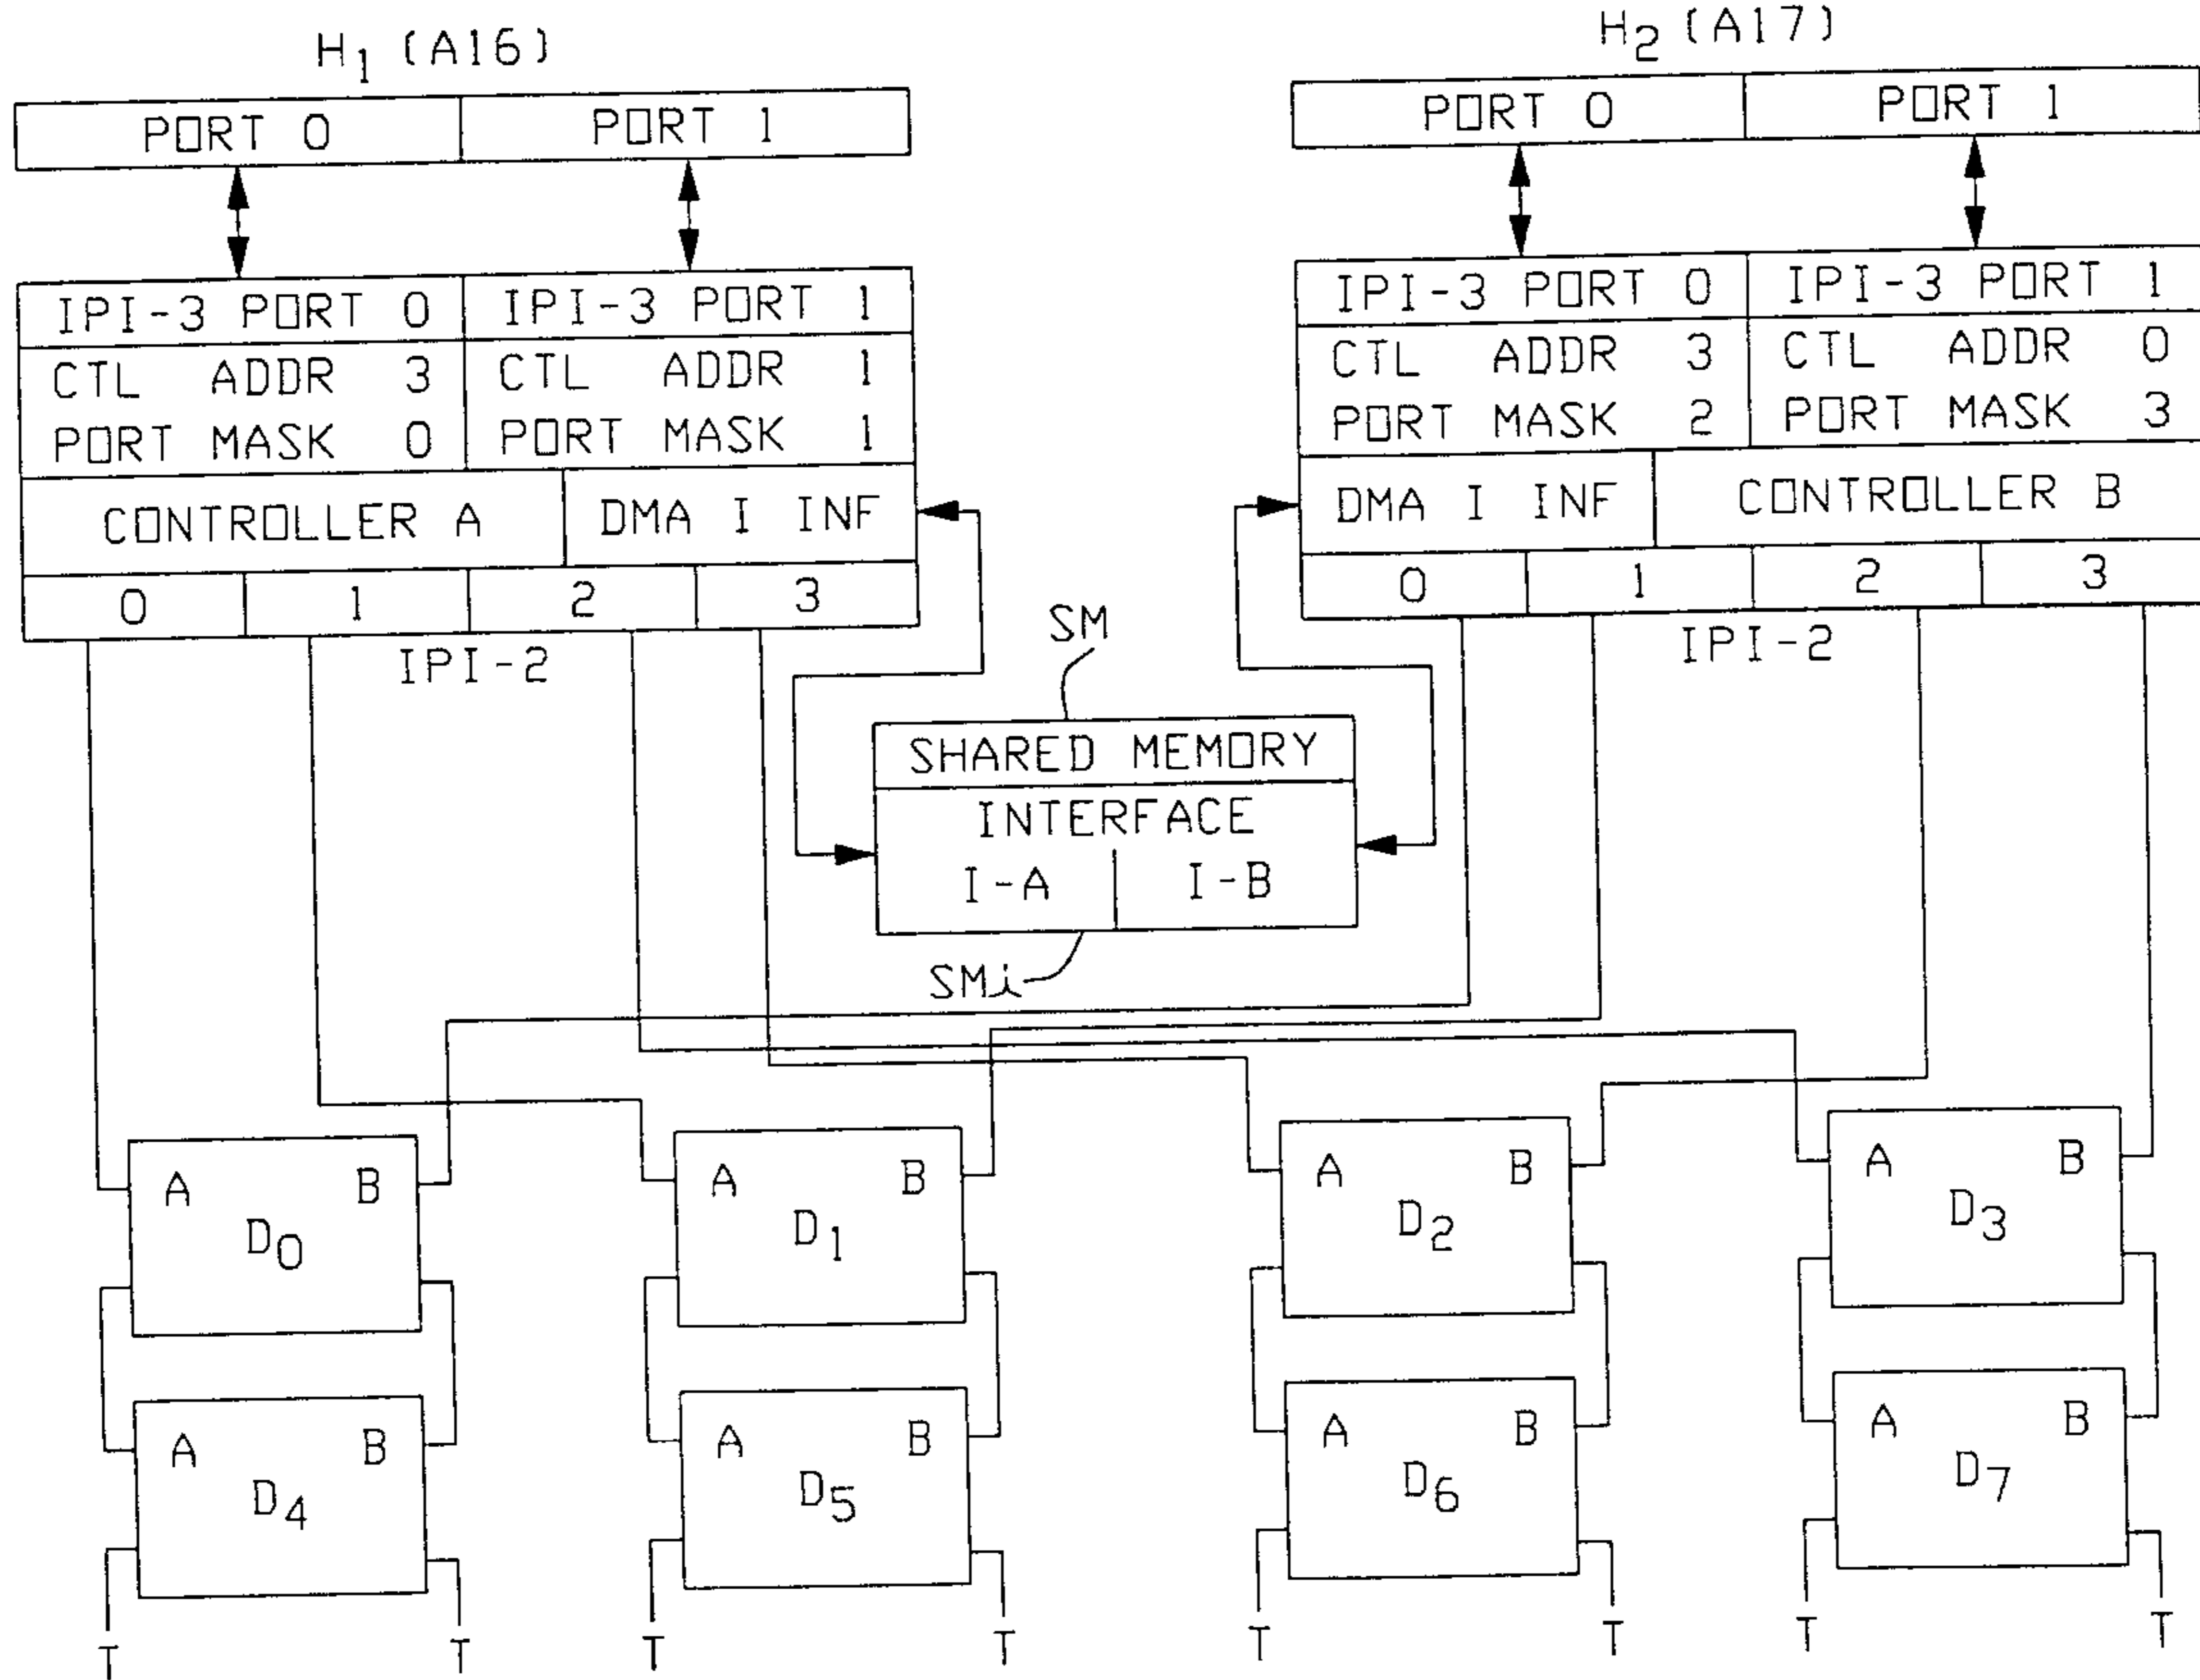 H1 (A16)
H2 (A17)
PORT 0 PORT 1
PORT 0 PORT 1
IPI-3 PORT 0 IPI-3 PORT 1
CTL ADDR 3 CTL ADDR 1
PORT MASK 0 PORT MASK 1
CONTROLLER A DMA I INF
0 1 2 3
IPI-2
IPI-3 PORT 0 IPI-3 PORT 1
CTL ADDR 3 CTL ADDR 0
PORT MASK 2 PORT MASK 3
DMA I INF CONTROLLER B
0 1 2 3
IPI-2
SM
SHARED MEMORY
INTERFACE
I-A I-B
SMi
A B
D0
A B
D1
A B
D2
A B
D3
A B
D4
A B
D5
A B
D6
A B
D7
T T T T T T T T